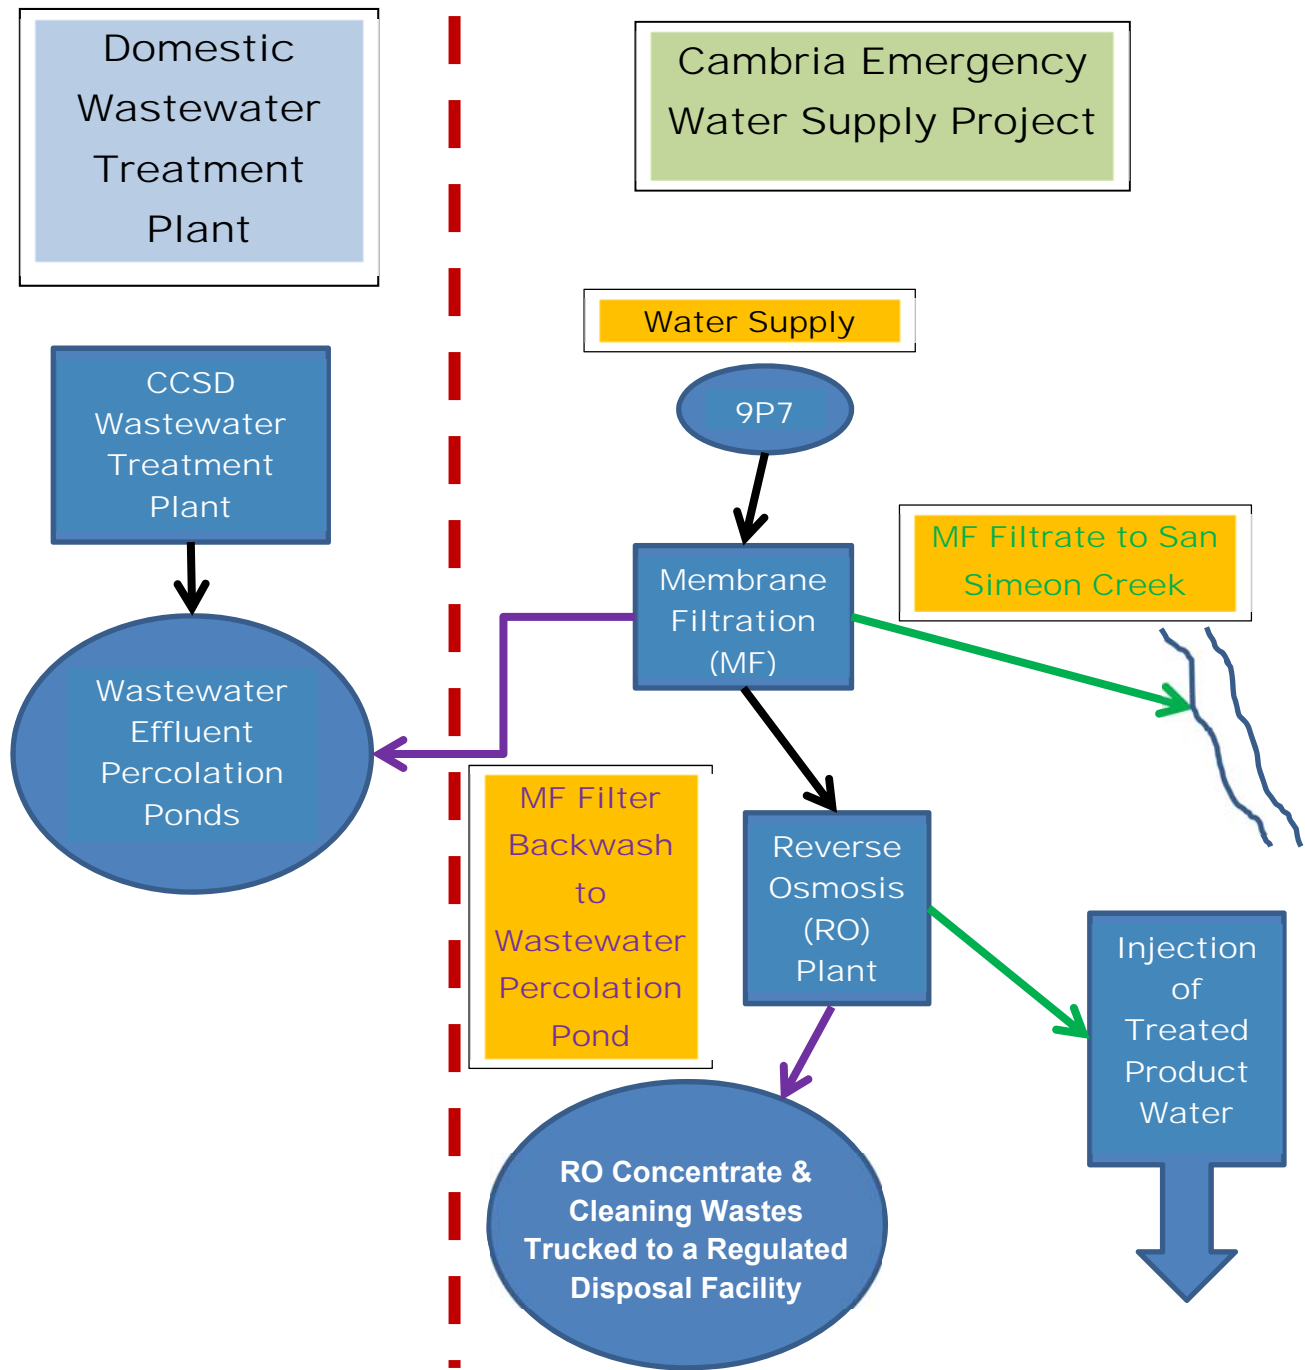 Domestic
Wastewater
Treatment
Plant
Cambria Emergency
Water Supply Project
Water Supply
9P7
CCSD
Wastewater
Treatment
Plant
MF Filtrate to San
Simeon Creek
Membrane
Filtration
(MF)
Wastewater
Effluent
Percolation
Ponds
MF Filter
Backwash
to
Wastewater
Percolation
Pond
Reverse
Osmosis
(RO)
Plant
Injection
of
Treated
Product
Water
RO Concentrate &
Cleaning Wastes
Trucked to a Regulated
Disposal Facility